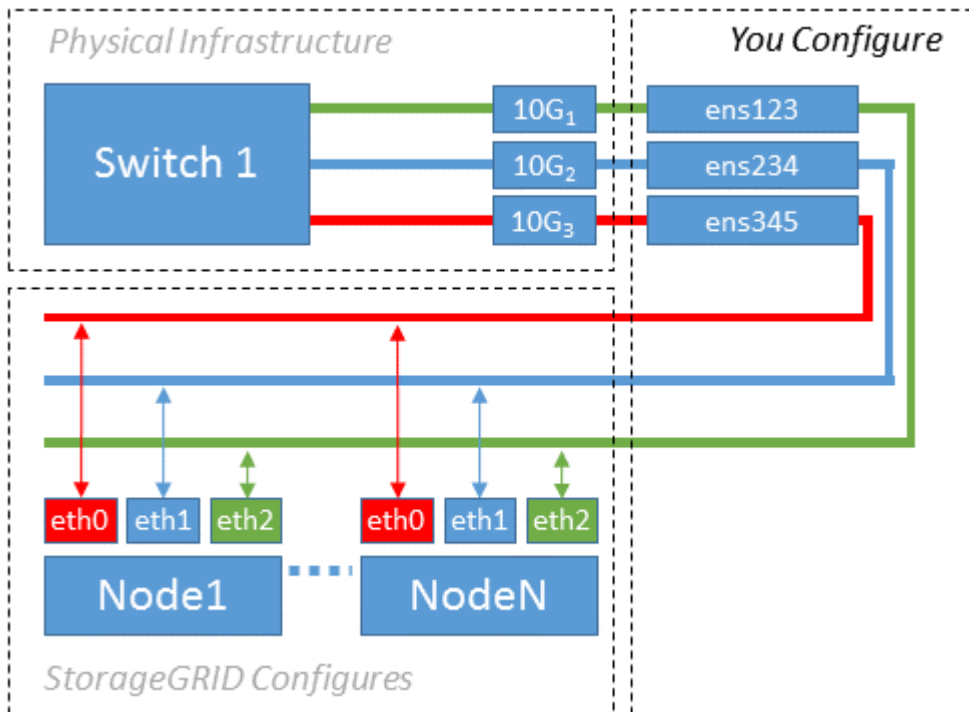 Physical Infrastructure
You Configure
Switch 1
10G₁
ens123
10G₂
ens234
10G₃
ens345
eth0
eth1
eth2
eth0
eth1
eth2
Node1
NodeN
StorageGRID Configures